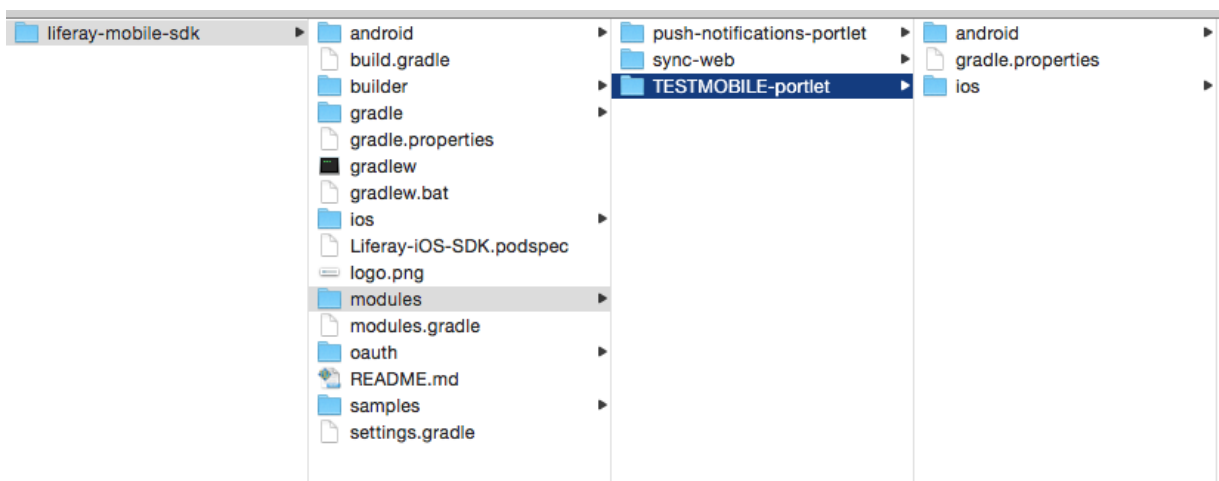 liferay-mobile-sdk
android
build.gradle
builder
gradle
gradle.properties
gradlew
gradlew.bat
ios
Liferay-iOS-SDK.podspec
logo.png
modules
modules.gradle
oauth
README.md
samples
settings.gradle
push-notifications-portlet
sync-web
TESTMOBILE-portlet
android
gradle.properties
ios